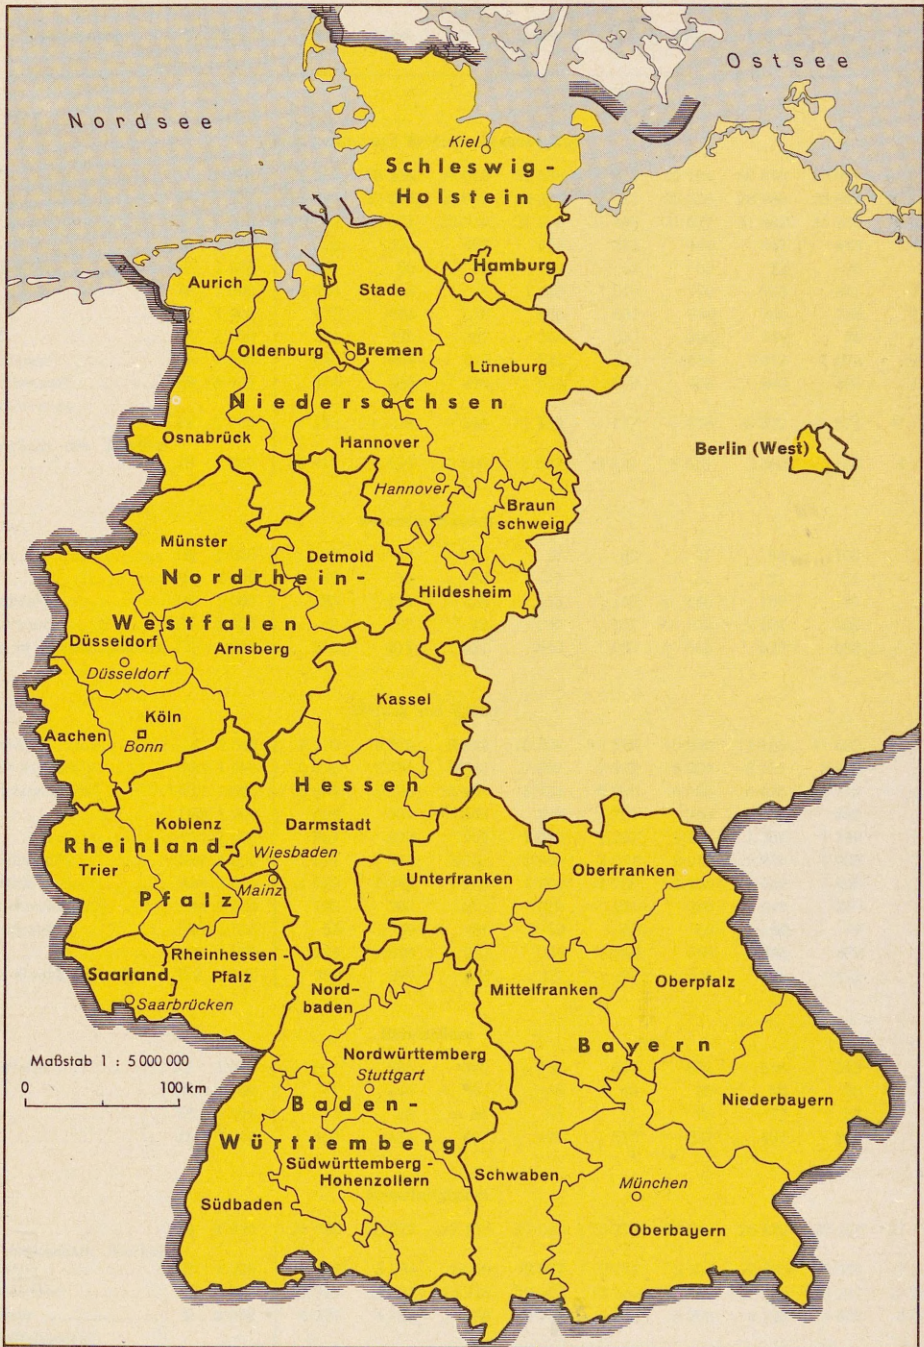 Nordsee
Ostsee
Kiel
Schleswig-
Holstein
Hamburg
Aurich
Stade
Oldenburg
Bremen
Lüneburg
Niedersachsen
Osnabrück
Hannover
Hannover
Braun
schweig
Berlin (West)
Münster
Detmold
Nordrhein-
Westfalen
Hildesheim
Düsseldorf
Düsseldorf
Arnsberg
Kassel
Aachen
Köln
Bonn
Hessen
Koblenz
Darmstadt
Rheinland-
Pfalz
Trier
Wiesbaden
Mainz
Unterfranken
Oberfranken
Saarland
Saarbrücken
Rheinhessen-
Pfalz
Nord-
baden
Mittelfranken
Oberpfalz
Bayern
Maßstab 1 : 5 000 000
0 100 km
Nordwürttemberg
Stuttgart
Baden-
Württemberg
Niederbayern
Südwürttemberg-
Hohenzollern
Schwaben
München
Südbaden
Oberbayern